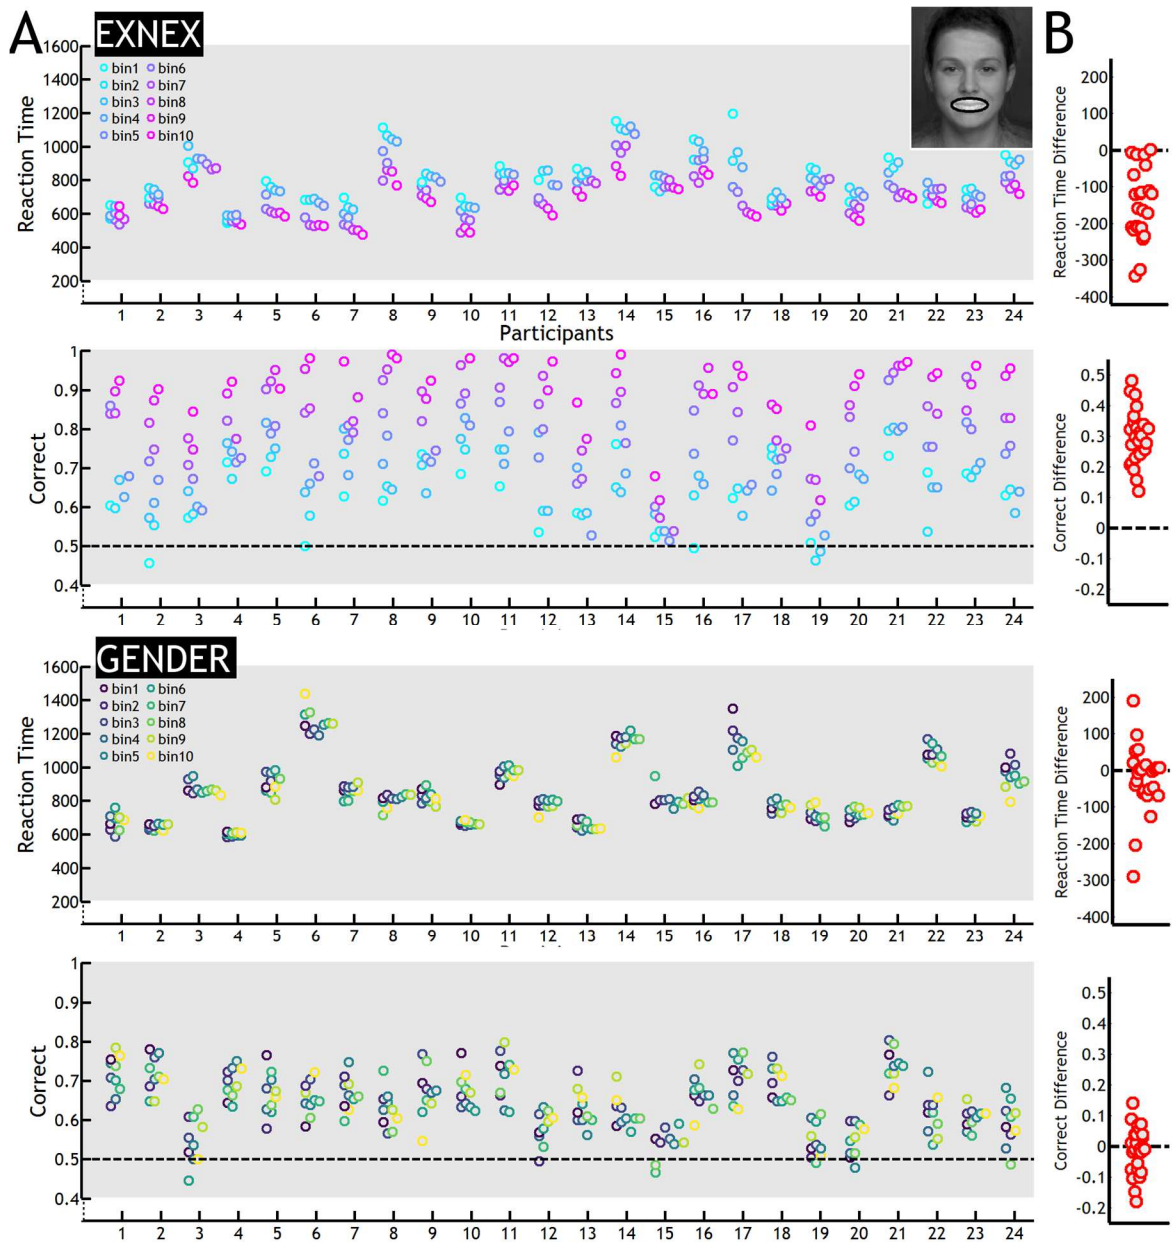 A EXNEX B
1600
1400
1200
1000
800
600
400
200
Reaction Time
bin1 bin6
bin2 bin7
bin3 bin8
bin4 bin9
bin5 bin10
1 2 3 4 5 6 7 8 9 10 11 12 13 14 15 16 17 18 19 20 21 22 23 24
Participants
200
100
0
-100
-200
-300
-400
Reaction Time Difference
1
0.9
0.8
0.7
0.6
0.5
0.4
Correct
1 2 3 4 5 6 7 8 9 10 11 12 13 14 15 16 17 18 19 20 21 22 23 24
0.5
0.4
0.3
0.2
0.1
0
-0.1
-0.2
Correct Difference
GENDER
1600
1400
1200
1000
800
600
400
200
Reaction Time
bin1 bin6
bin2 bin7
bin3 bin8
bin4 bin9
bin5 bin10
1 2 3 4 5 6 7 8 9 10 11 12 13 14 15 16 17 18 19 20 21 22 23 24
200
100
0
-100
-200
-300
-400
Reaction Time Difference
1
0.9
0.8
0.7
0.6
0.5
0.4
Correct
1 2 3 4 5 6 7 8 9 10 11 12 13 14 15 16 17 18 19 20 21 22 23 24
0.5
0.4
0.3
0.2
0.1
0
-0.1
-0.2
Correct Difference